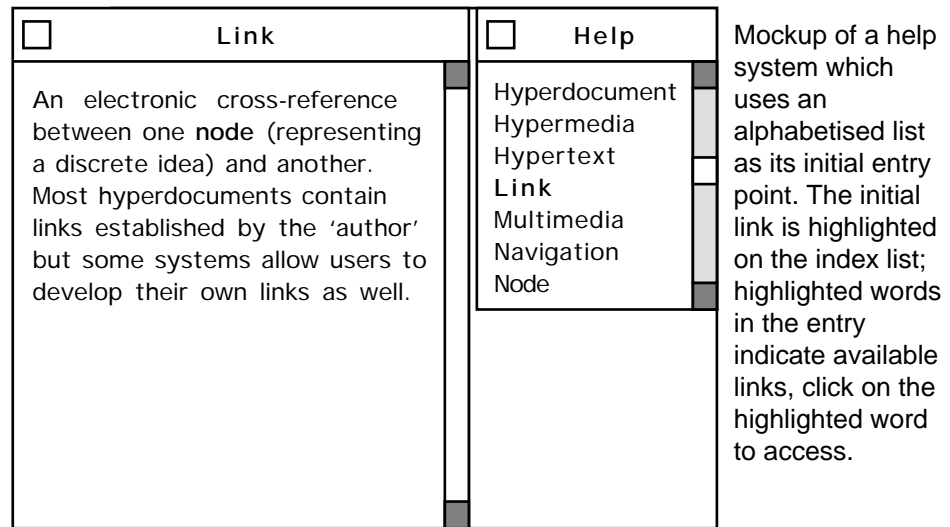 Link
An electronic cross-reference
between one node (representing
a discrete idea) and another.
Most hyperdocuments contain
links established by the ‘author’
but some systems allow users to
develop their own links as well.
Help
Hyperdocument
Hypermedia
Hypertext
Link
Multimedia
Navigation
Node
Mockup of a help
system which
uses an
alphabetised list
as its initial entry
point. The initial
link is highlighted
on the index list;
highlighted words
in the entry
indicate available
links, click on the
highlighted word
to access.